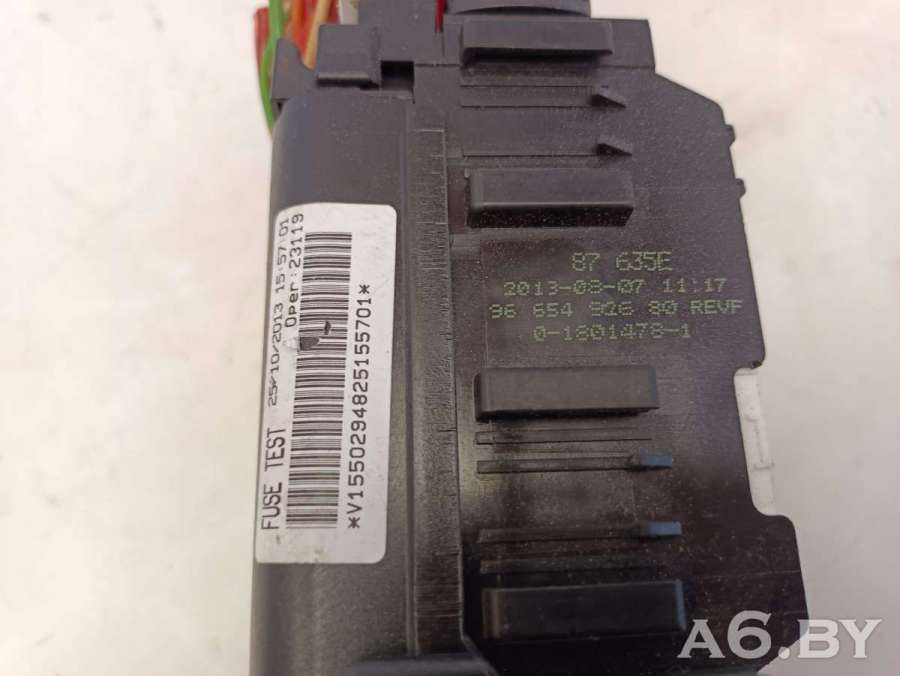 FUSE TEST 25/10/2013 15:57:01
Oper:23119
*V1550294825155701*
87 635E
2013-08-07 11:17
96 654 926 80 REVF
0-1801478-1
A6.BY